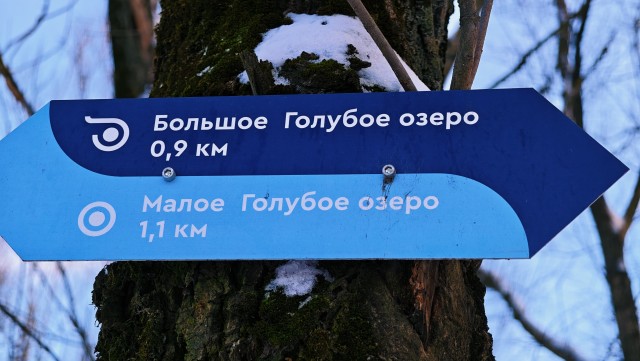 Большое Голубое озеро
0,9 км
Малое Голубое озеро
1,1 км